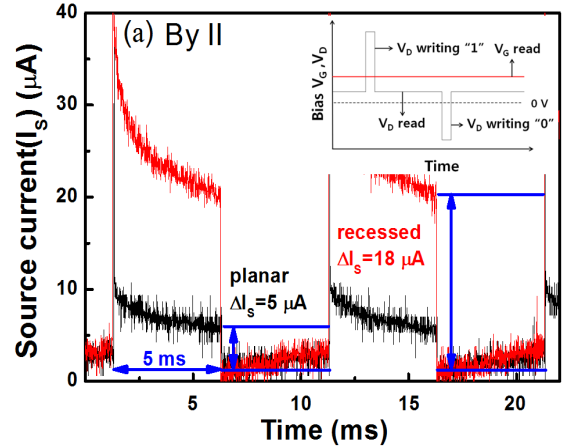 (a) By II
Source current(I_S) (μA)
40
30
20
10
0
5
10
15
20
Time (ms)
planar
ΔI_S=5 μA
recessed
ΔI_S=18 μA
5 ms
Bias V_G ,V_D
V_D writing “1”
V_G read
0 V
V_D read
V_D writing “0”
Time